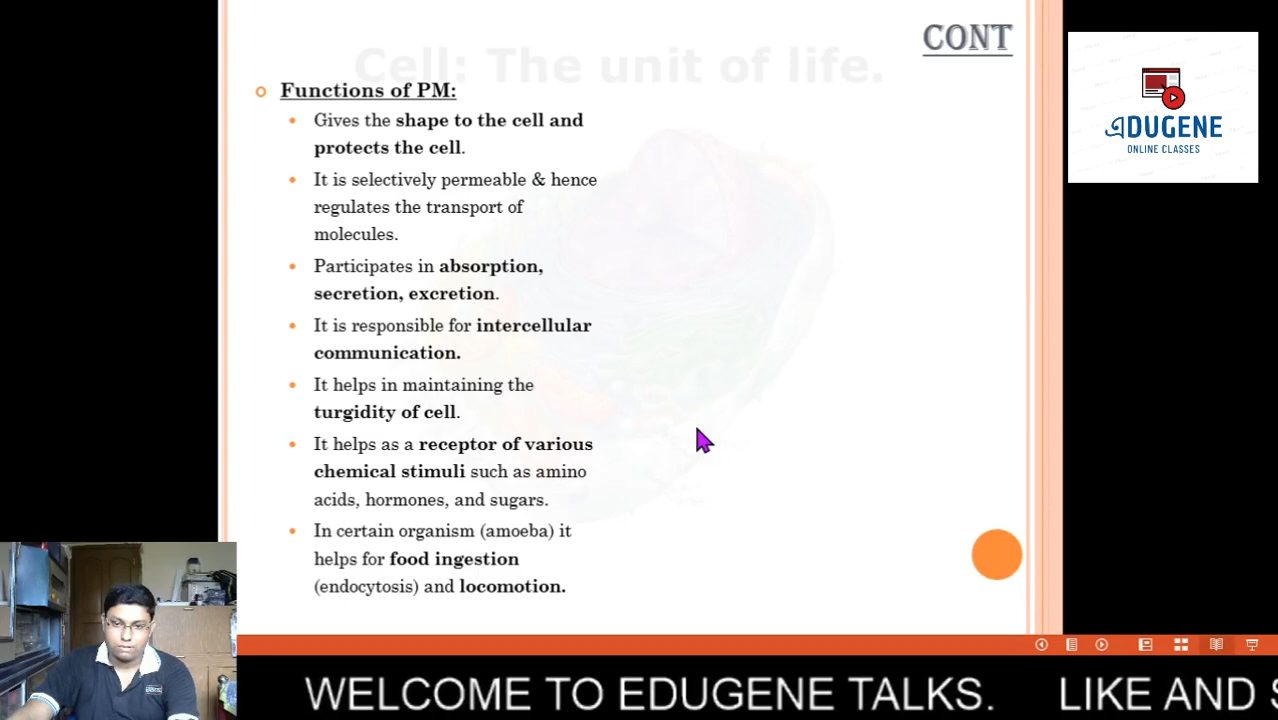 CONT
Cell: The unit of life.
Functions of PM:
Gives the shape to the cell and
protects the cell.
It is selectively permeable & hence
regulates the transport of
molecules.
Participates in absorption,
secretion, excretion.
It is responsible for intercellular
communication.
It helps in maintaining the
turgidity of cell.
It helps as a receptor of various
chemical stimuli such as amino
acids, hormones, and sugars.
In certain organism (amoeba) it
helps for food ingestion
(endocytosis) and locomotion.
EDUGENE
ONLINE CLASSES
WELCOME TO EDUGENE TALKS. LIKE AND S